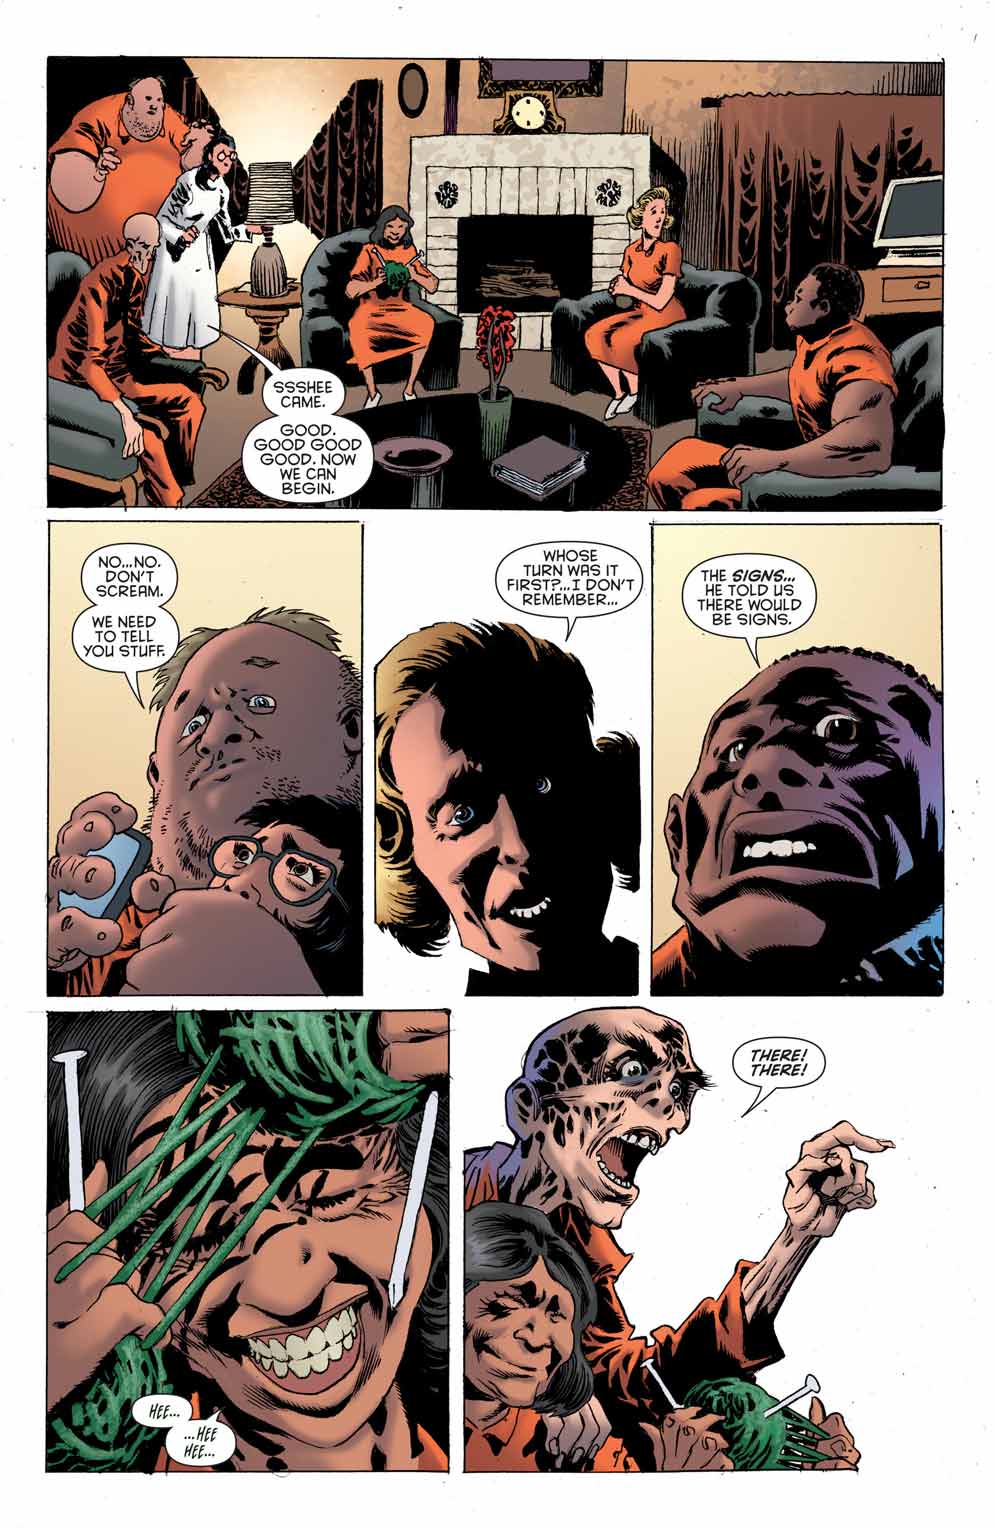 SSSHEE
CAME.
GOOD.
GOOD GOOD
GOOD. NOW
WE CAN
BEGIN.
NO...NO.
DON'T
SCREAM.
WE NEED
TO TELL
YOU STUFF.
WHOSE
TURN WAS IT
FIRST?...I DON'T
REMEMBER...
THE SIGNS...
HE TOLD US
THERE WOULD
BE SIGNS.
HEE...
...HEE
HEE...
THERE!
THERE!